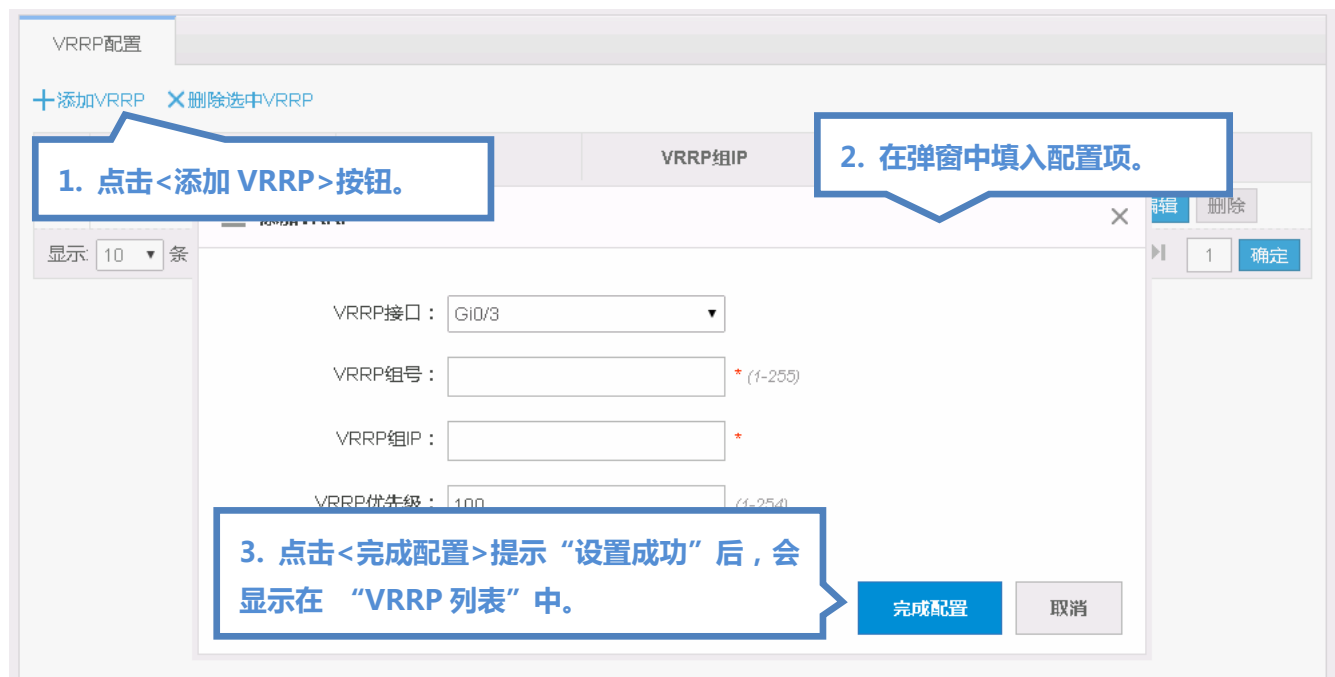 VRRP配置
添加VRRP 删除选中VRRP
VRRP组IP
1. 点击<添加 VRRP>按钮。
2. 在弹窗中填入配置项。
编辑 删除
添加VRRP
显示: 10 条
1 确定
VRRP接口: Gi0/3
VRRP组号: * (1-255)
VRRP组IP: *
VRRP优先级: 100 (1-254)
3. 点击<完成配置>提示“设置成功”后，会
显示在 “VRRP 列表”中。
完成配置 取消